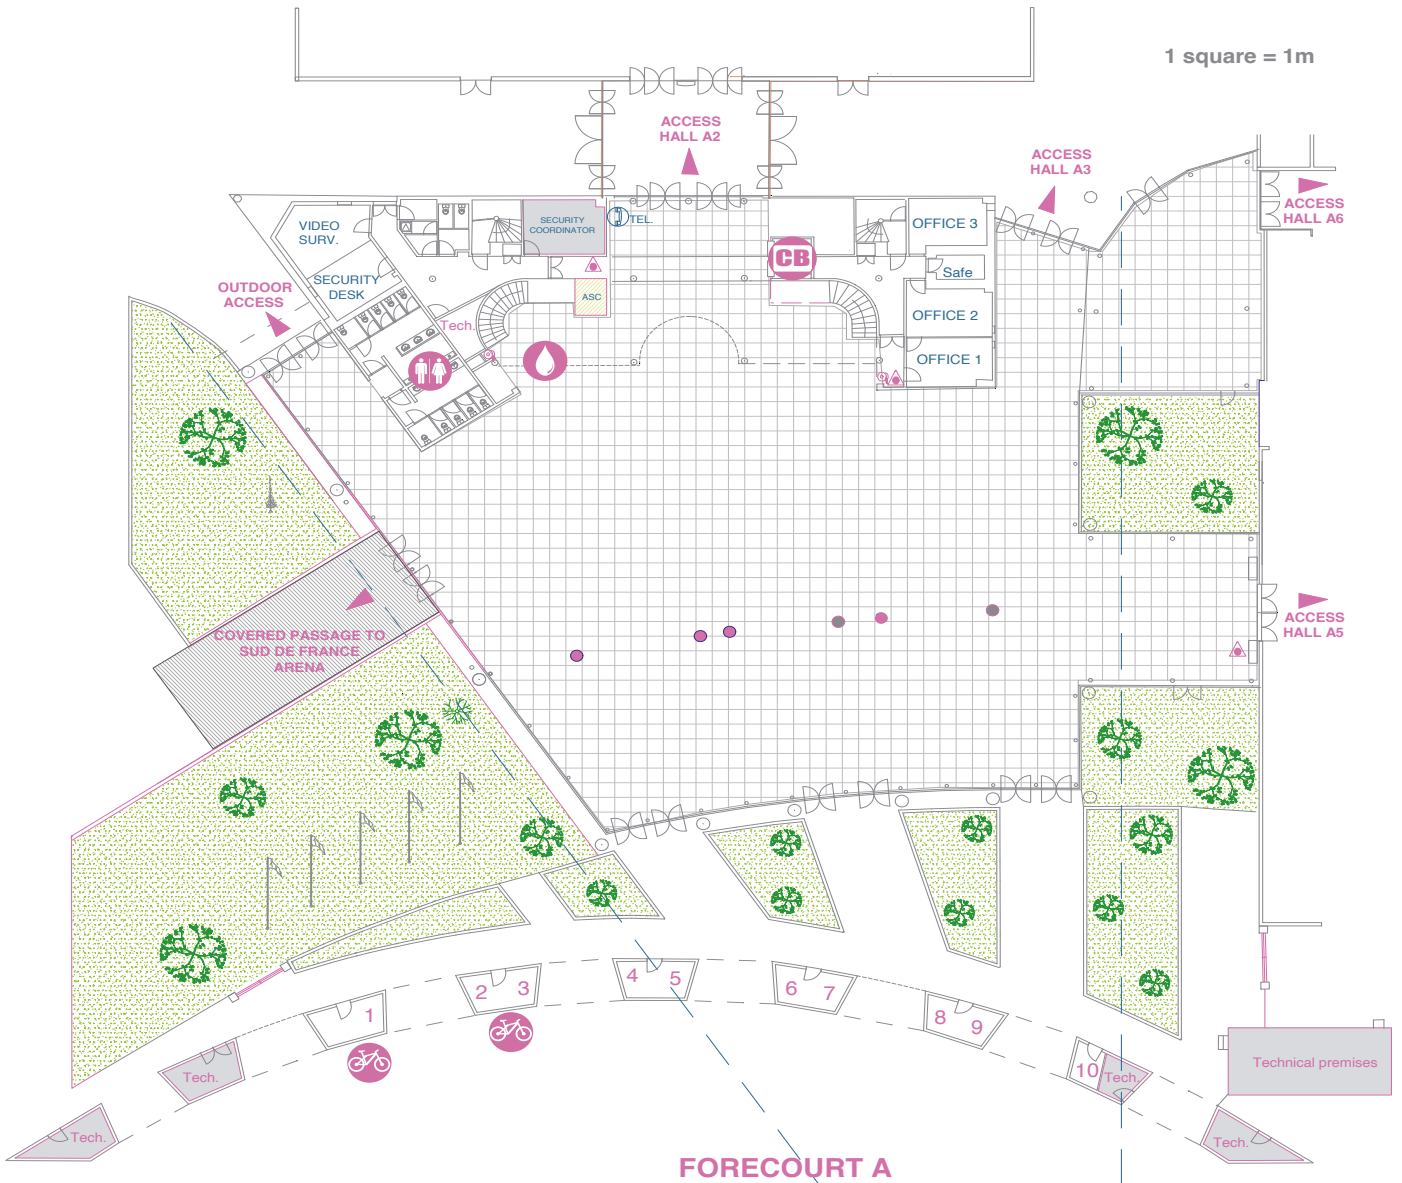 1 square = 1m
ACCESS
HALL A2
ACCESS
HALL A3
ACCESS
HALL A6
VIDEO
SURV.
SECURITY
COORDINATOR
TEL.
OFFICE 3
CB
Safe
SECURITY
DESK
OUTDOOR
ACCESS
ASC
Tech.
OFFICE 2
OFFICE 1
COVERED PASSAGE TO
SUD DE FRANCE
ARENA
ACCESS
HALL A5
1
2
3
4
5
6
7
8
9
10
Tech.
Tech.
Tech.
Tech.
Technical premises
FORECOURT A